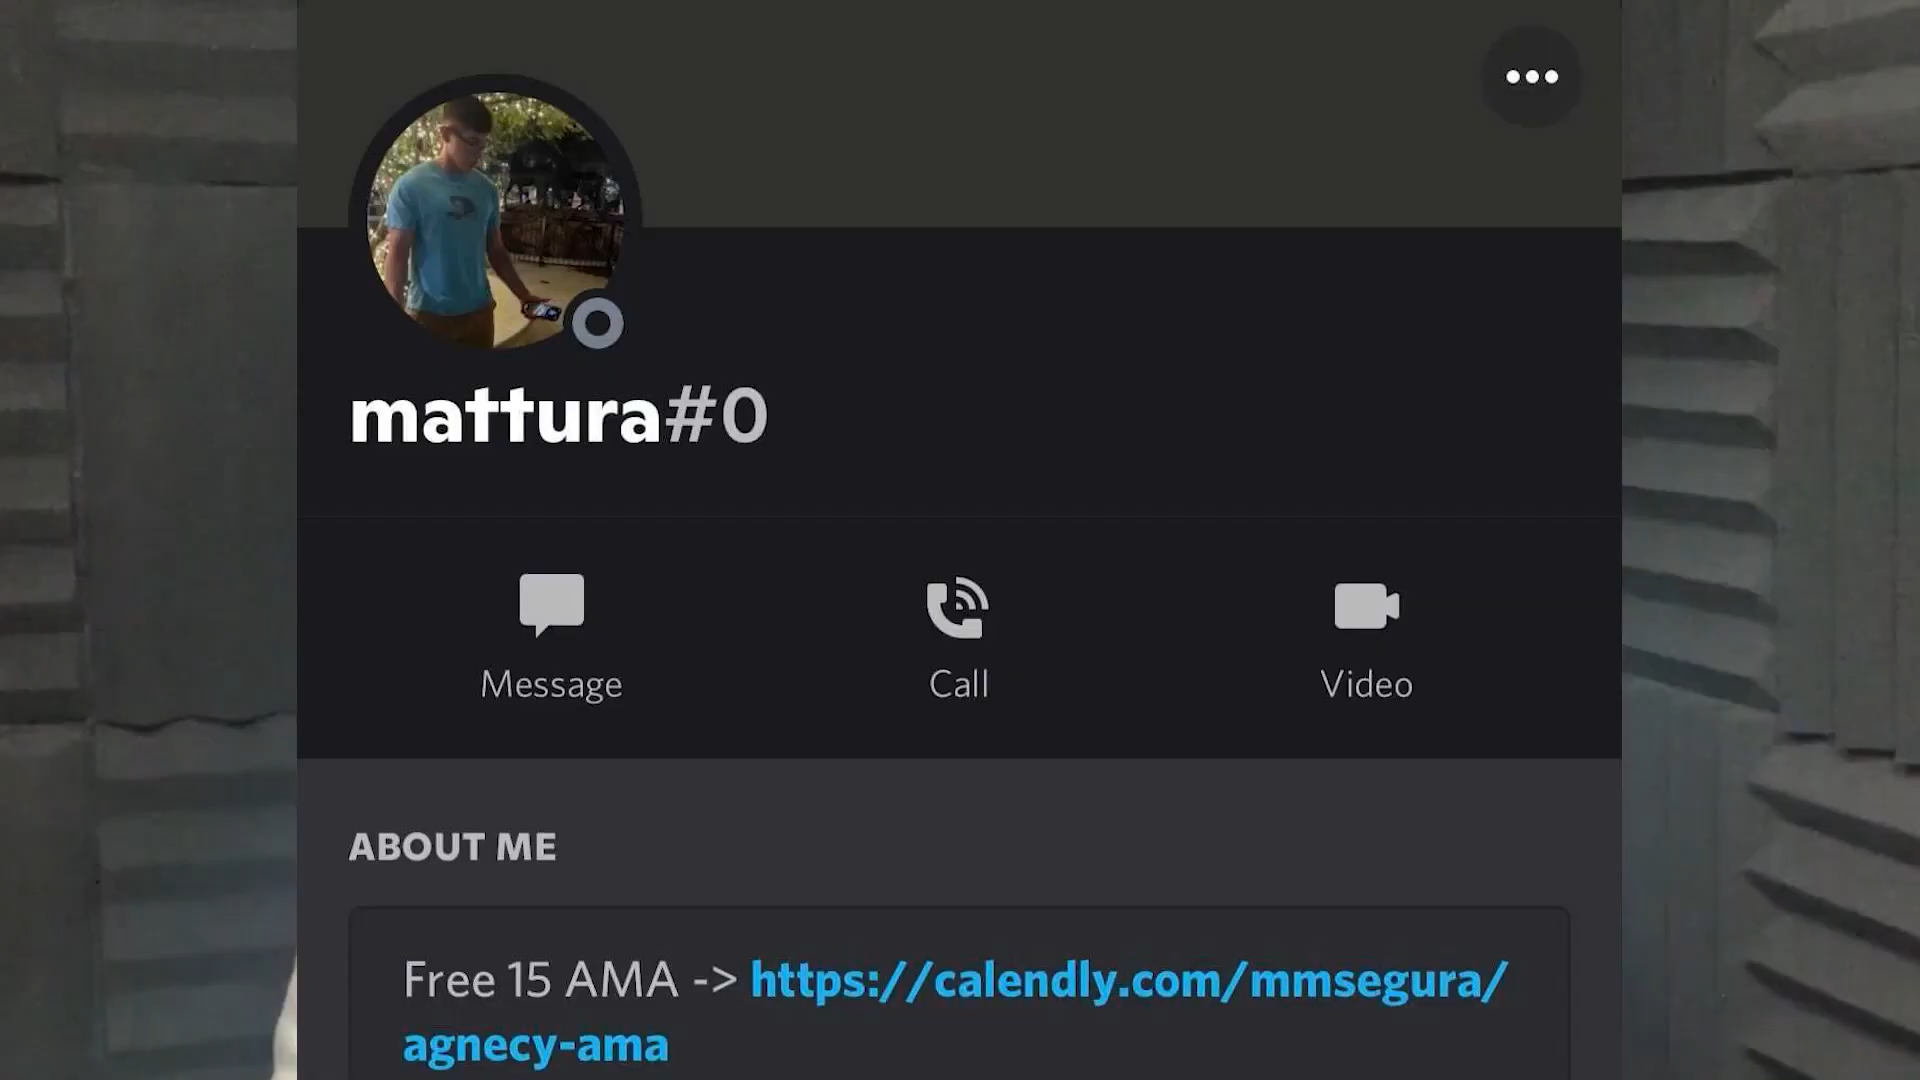 mattura#0
Message
Call
Video
ABOUT ME
Free 15 AMA -> https://calendly.com/mmsegura/
agnecy-ama